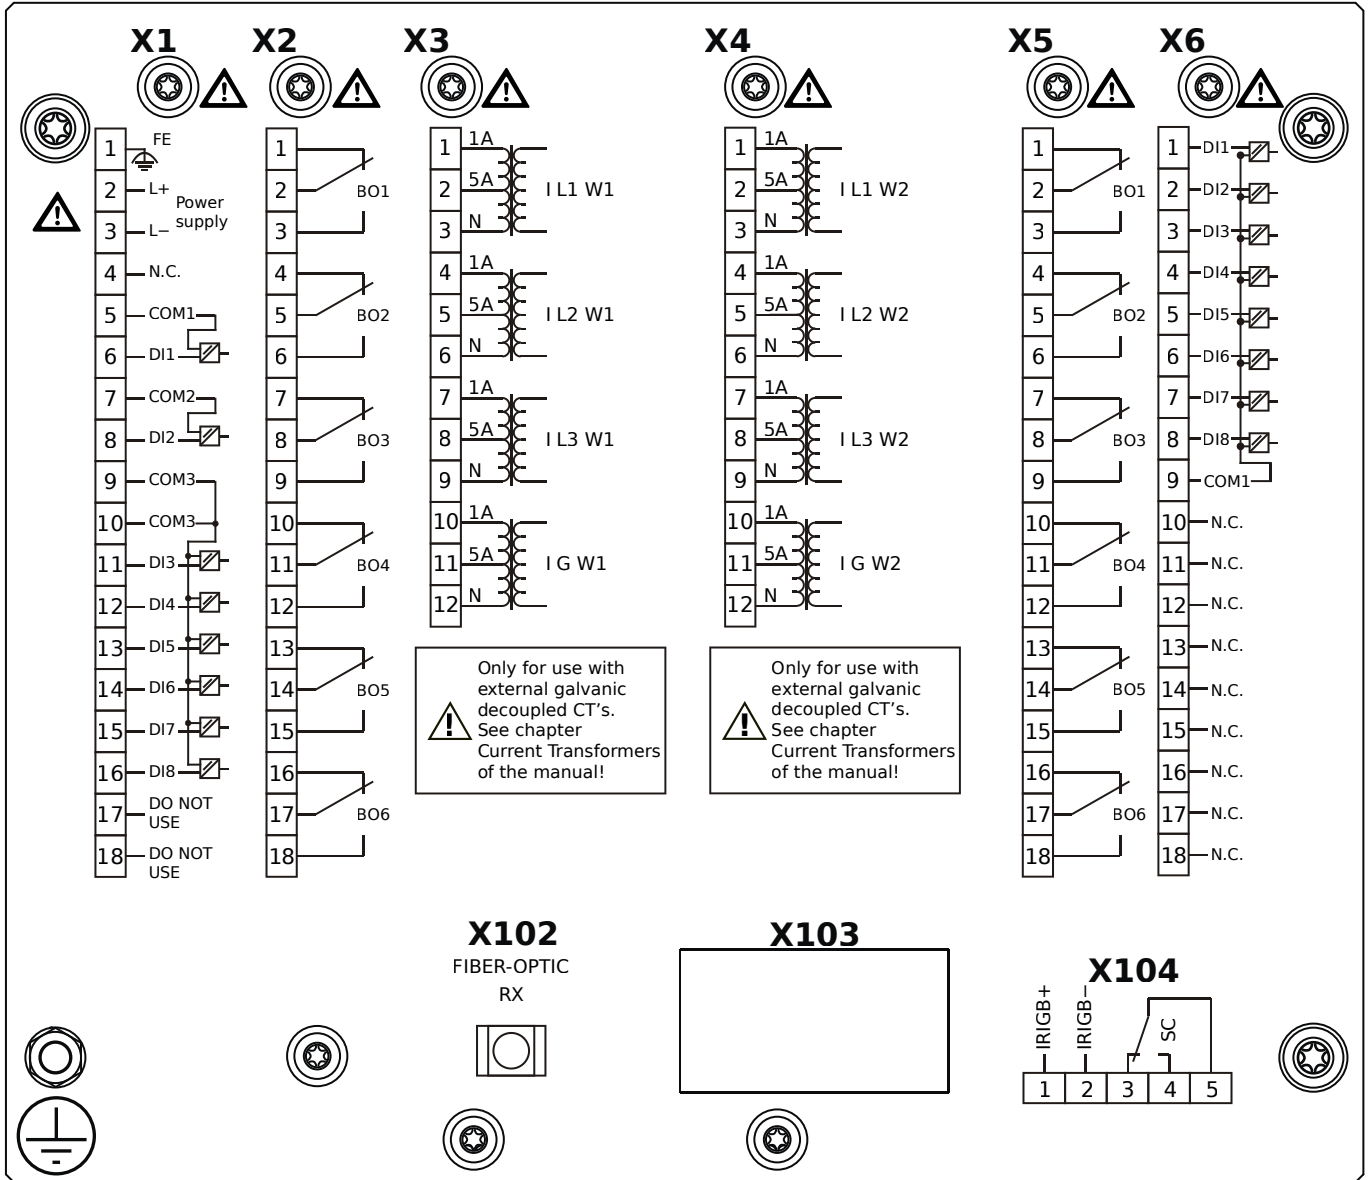 X1
X2
X3
X4
X5
X6
1 FE
2 L+
Power
supply
3 L−
4 N.C.
5 COM1
6 DI1
7 COM2
8 DI2
9 COM3
10 COM3
11 DI3
12 DI4
13 DI5
14 DI6
15 DI7
16 DI8
17 DO NOT
USE
18 DO NOT
USE
1
2 BO1
3
4
5 BO2
6
7
8 BO3
9
10
11 BO4
12
13
14 BO5
15
16
17 BO6
18
1 1A
2 5A I L1 W1
3 N
4 1A
5 5A I L2 W1
6 N
7 1A
8 5A I L3 W1
9 N
10 1A
11 5A I G W1
12 N
! Only for use with
external galvanic
decoupled CT's.
See chapter
Current Transformers
of the manual!
1 1A
2 5A I L1 W2
3 N
4 1A
5 5A I L2 W2
6 N
7 1A
8 5A I L3 W2
9 N
10 1A
11 5A I G W2
12 N
! Only for use with
external galvanic
decoupled CT's.
See chapter
Current Transformers
of the manual!
1
2 BO1
3
4
5 BO2
6
7
8 BO3
9
10
11 BO4
12
13
14 BO5
15
16
17 BO6
18
1 DI1
2 DI2
3 DI3
4 DI4
5 DI5
6 DI6
7 DI7
8 DI8
9 COM1
10 N.C.
11 N.C.
12 N.C.
13 N.C.
14 N.C.
15 N.C.
16 N.C.
17 N.C.
18 N.C.
X102
FIBER-OPTIC
RX
X103
X104
IRIGB+
IRIGB−
SC
1 2 3 4 5